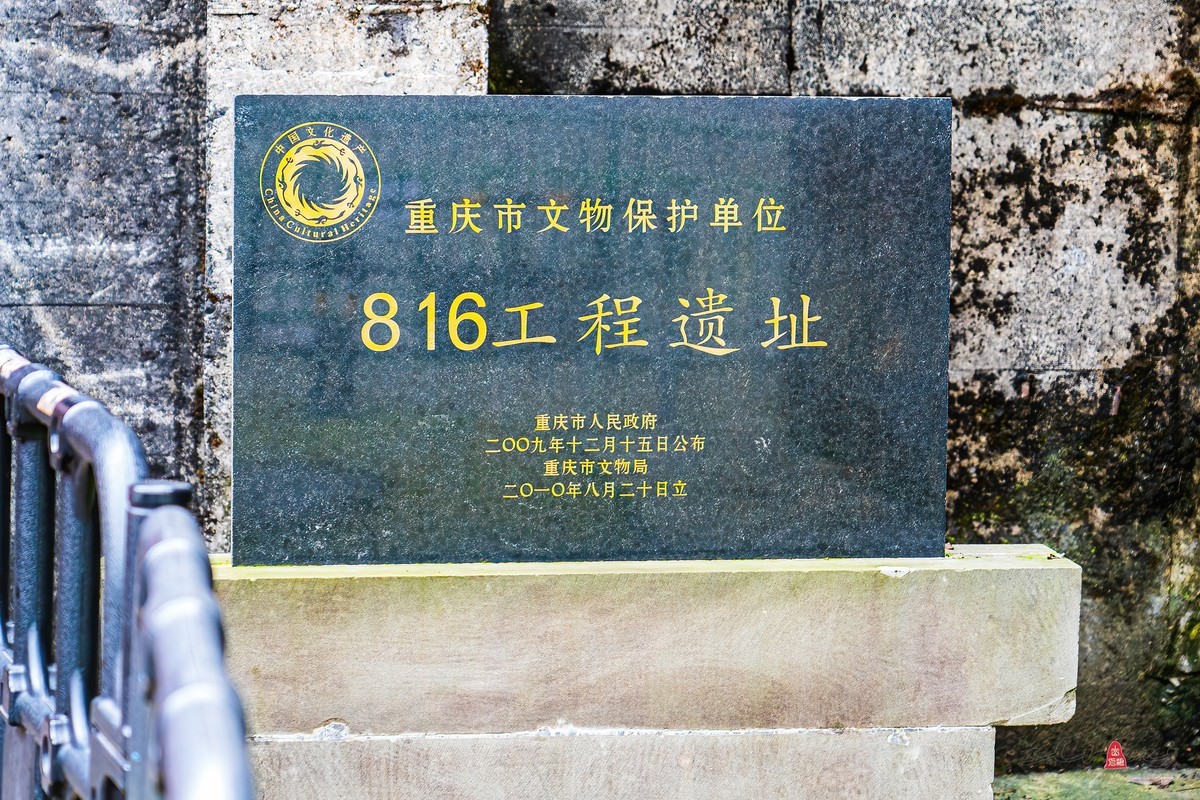 中国文化遗产
China Cultural Heritage
重庆市文物保护单位
816工程遗址
重庆市人民政府
二〇〇九年十二月十五日公布
重庆市文物局
二〇一〇年八月二十日立